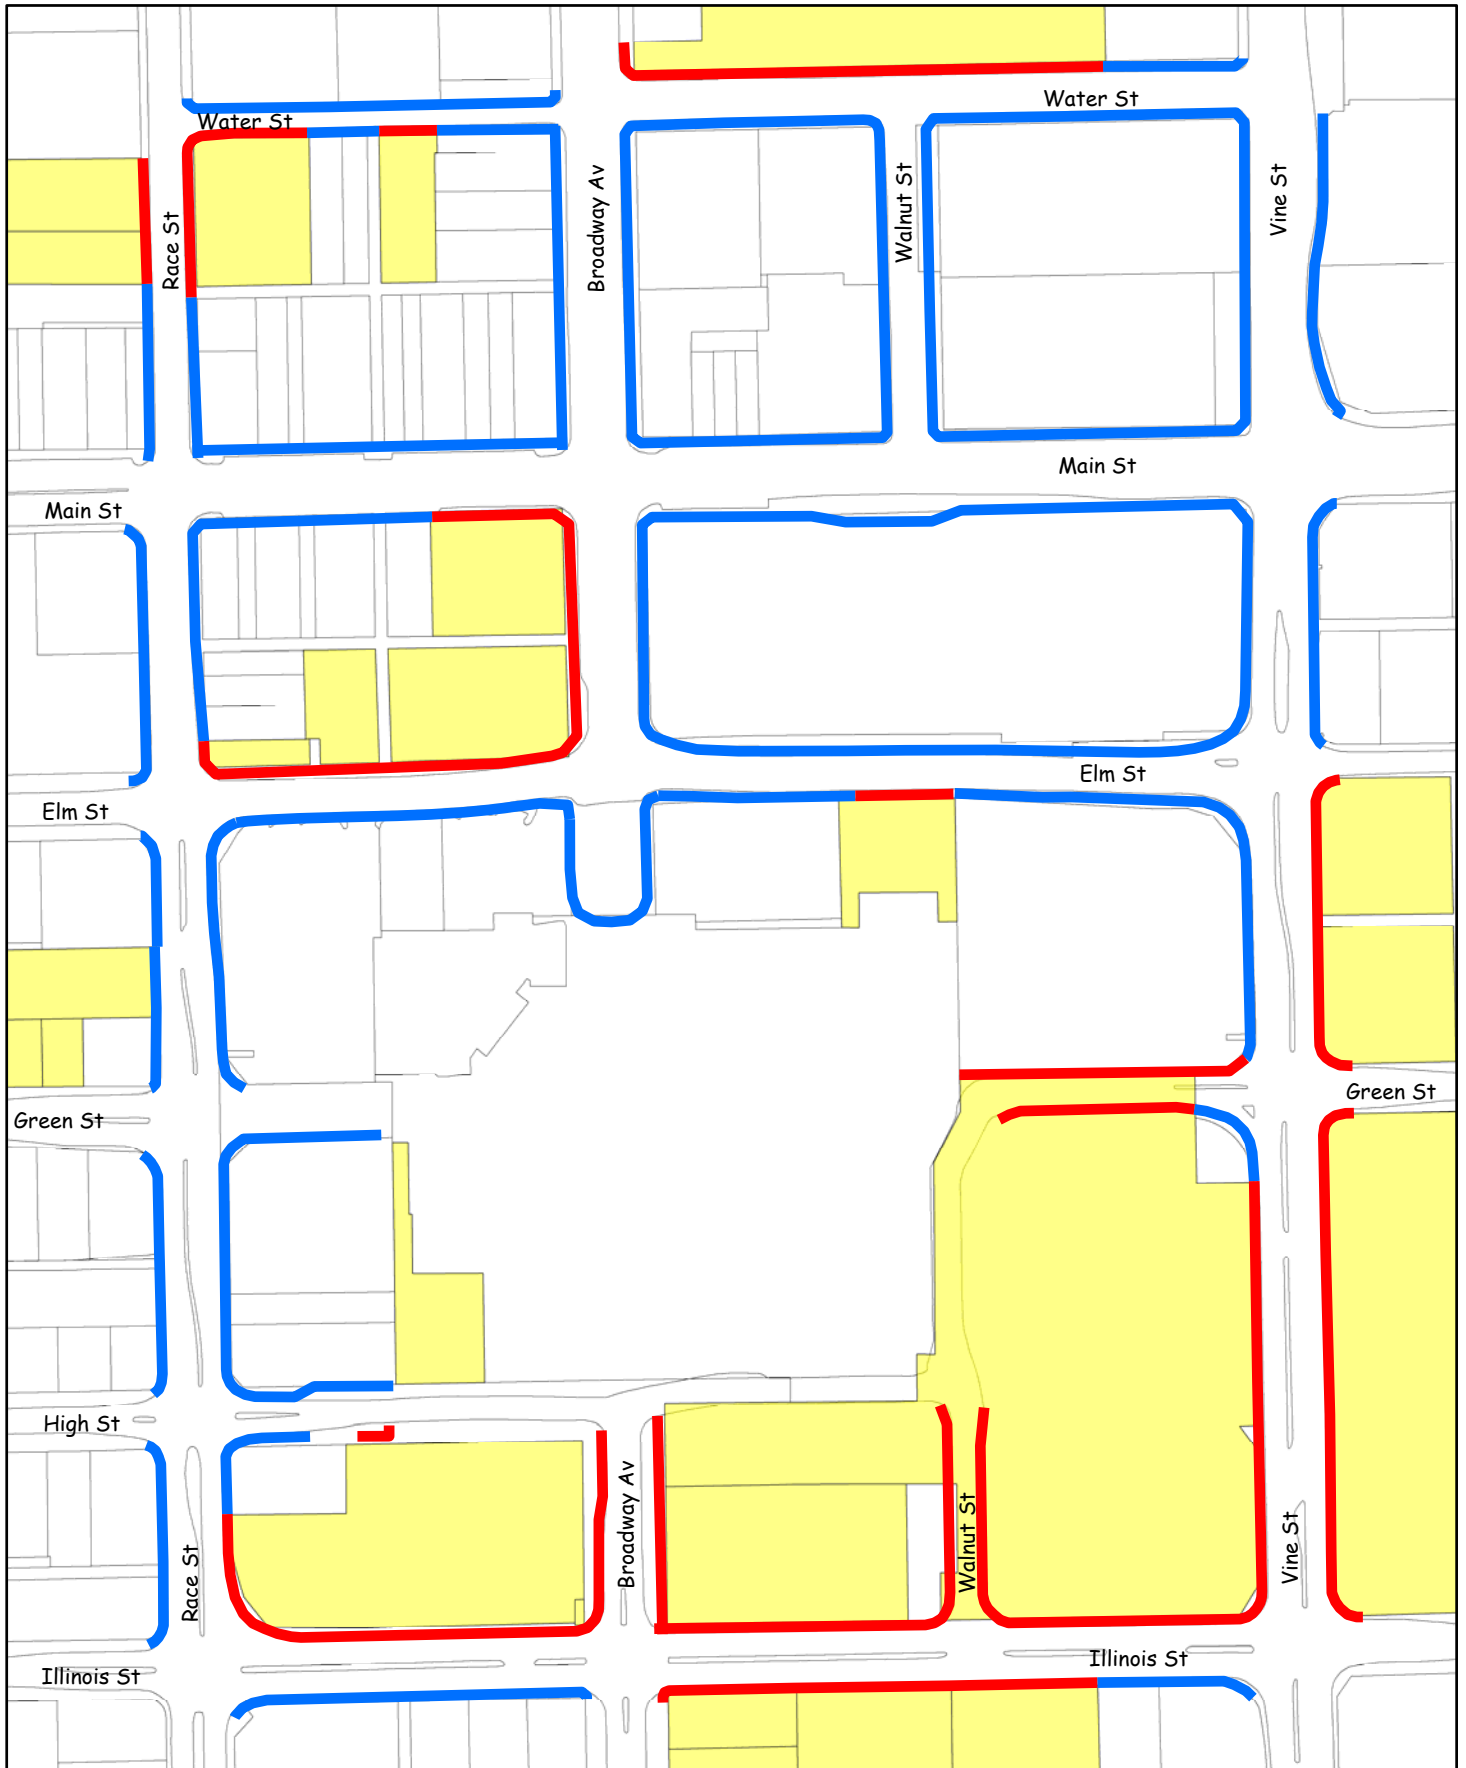 Water St
Water St
Race St
Broadway Av
Walnut St
Vine St
Main St
Main St
Elm St
Elm St
Green St
Green St
High St
Broadway Av
Walnut St
Vine St
Race St
Illinois St
Illinois St